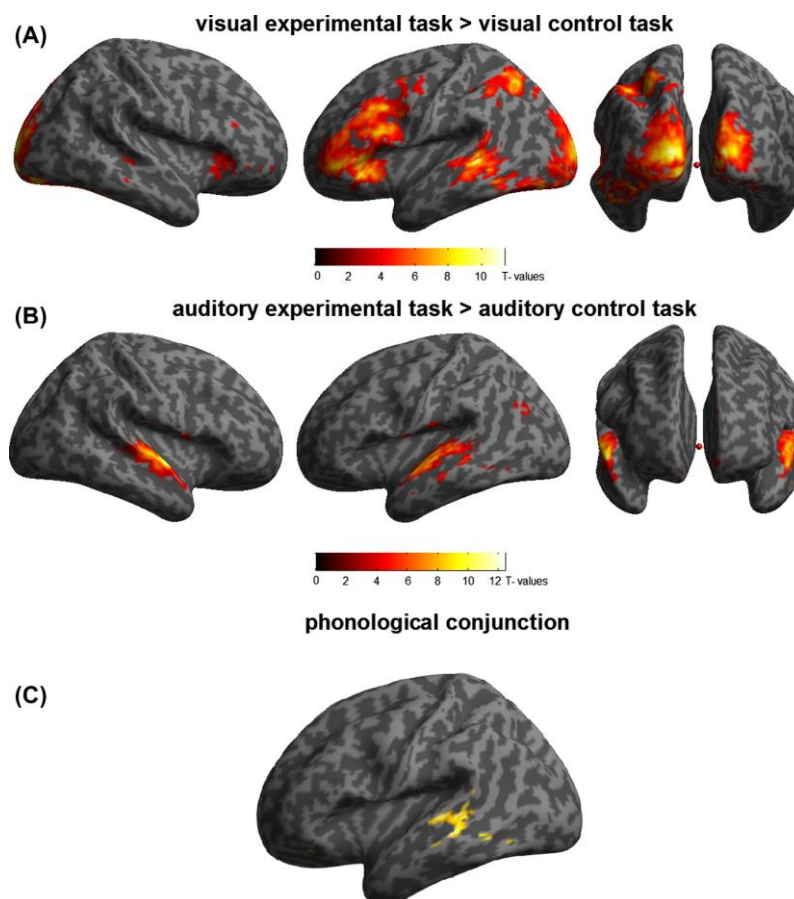 (A)
visual experimental task > visual control task
0 2 4 6 8 10 T- values
(B)
auditory experimental task > auditory control task
0 2 4 6 8 10 12 T- values
phonological conjunction
(C)